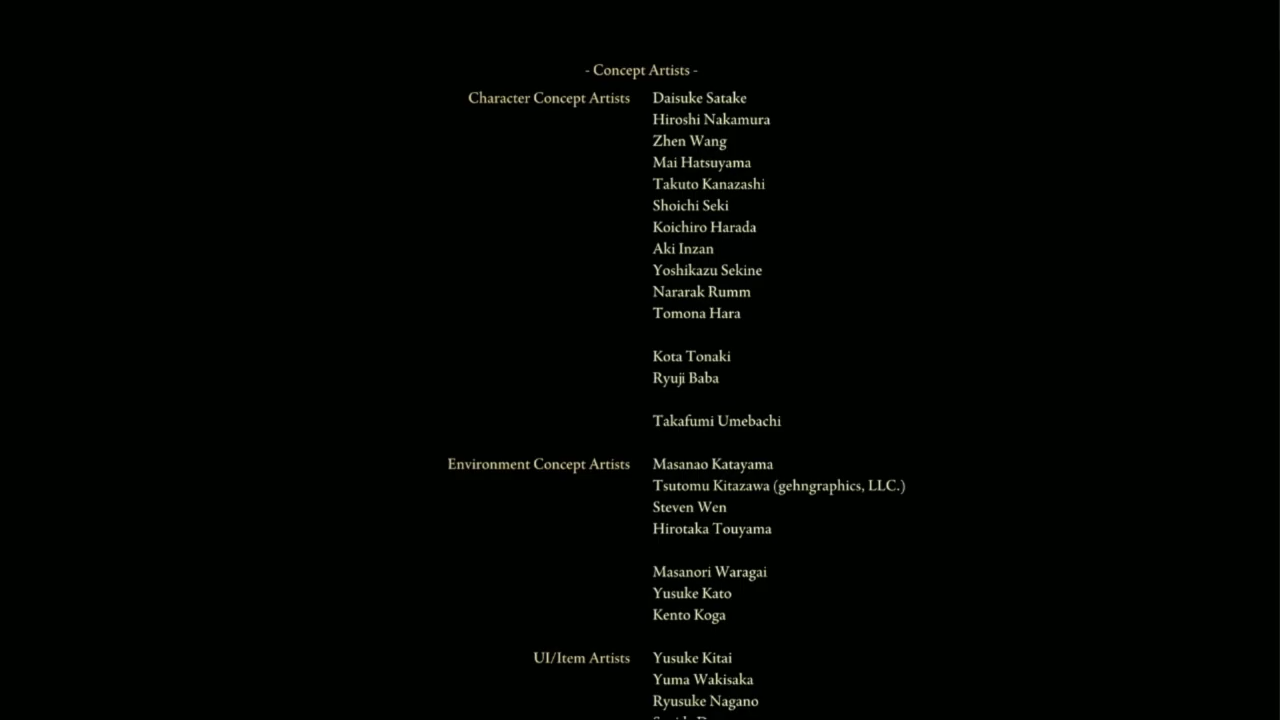 - Concept Artists -
Character Concept Artists Daisuke Satake
Hiroshi Nakamura
Zhen Wang
Mai Hatsuyama
Takuto Kanazashi
Shoichi Seki
Koichiro Harada
Aki Inzan
Yoshikazu Sekine
Nararak Rumm
Tomona Hara
Kota Tonaki
Ryuji Baba
Takafumi Umebachi
Environment Concept Artists Masanao Katayama
Tsutomu Kitazawa (gehngraphics, LLC.)
Steven Wen
Hirotaka Touyama
Masanori Waragai
Yusuke Kato
Kento Koga
UI/Item Artists Yusuke Kitai
Yuma Wakisaka
Ryusuke Nagano